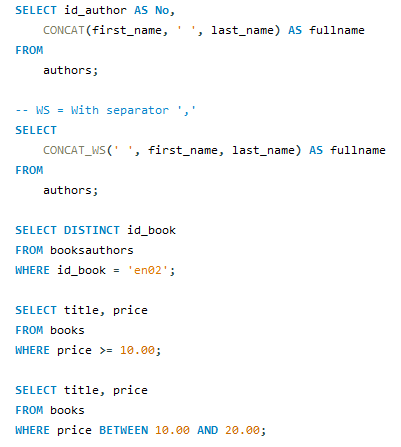 SELECT id_author AS No,
    CONCAT(first_name, ' ', last_name) AS fullname
FROM
    authors;

-- WS = With separator ','
SELECT
    CONCAT_WS(' ', first_name, last_name) AS fullname
FROM
    authors;

SELECT DISTINCT id_book
FROM booksauthors
WHERE id_book = 'en02';

SELECT title, price
FROM books
WHERE price >= 10.00;

SELECT title, price
FROM books
WHERE price BETWEEN 10.00 AND 20.00;